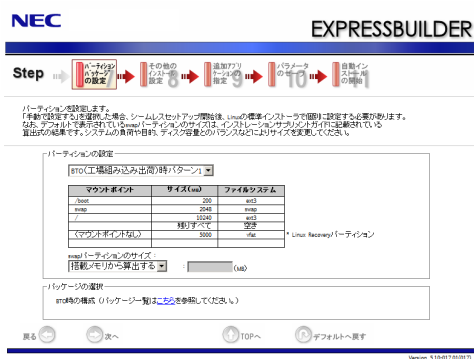 NEC
EXPRESSBUILDER
Step
パーティション
パッケージ
の設定
7
その他の
インストール
設定
8
追加アプリ
ケーションの
指定
9
パラメータ
のセーブ
10
自動イン
ストール
の開始
11
パーティションを設定します。
「手動で設定する」を選択した場合、シームレスセットアップ開始後、Linuxの標準インストーラで個別に設定する必要があります。
なお、デフォルトで表示されているswapパーティションのサイズは、インストレーションサプリメントガイドに記載されている
算出式の結果です。システムの負荷や目的、ディスク容量とのバランスなどによりサイズを変更してください。
パーティションの設定
BTO(工場組み込み出荷)時パターン1
マウントポイント サイズ(MB) ファイルシステム
/boot 200 ext3
swap 2048 swap
/ 10240 ext3
残りすべて 空き
(マウントポイントなし) 5000 vfat * Linux Recoveryパーティション
swapパーティションのサイズ:
搭載メモリから算出する : (MB)
パッケージの選択
BTO時の構成 (パッケージ一覧)はこちらを参照してください。)
戻る 次へ TOPへ デフォルトへ戻す